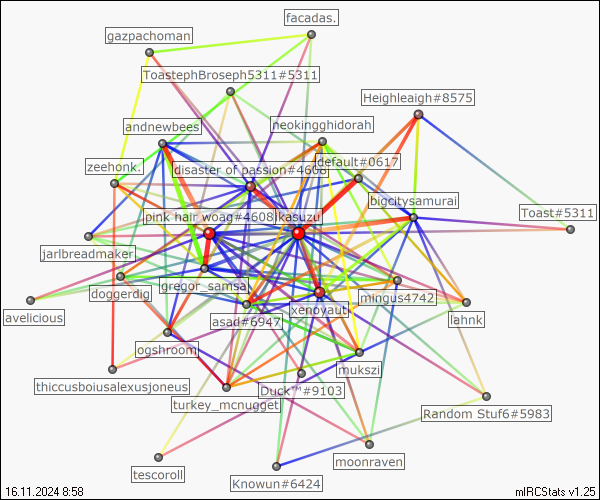 facadas.
gazpachoman
ToastephBroseph5311#5311
Heighleaigh#8575
andnewbees
neokingghidorah
default#0617
zeehonk.
disaster of passion#4608
bigcitysamurai
pink hair woag#4608
kasuzu
Toast#5311
jarlbreadmaker
gregor_samsa
doggerdig
mingus4742
avelicious
asad#6947
xenoyauti
lahnk
ogshroom
mukszi
thiccusboiusalexusjoneus
Duck™#9103
turkey_mcnugget
Random Stuf6#5983
moonraven
tescoroll
Knowun#6424
16.11.2024 8:58
mIRCStats v1.25